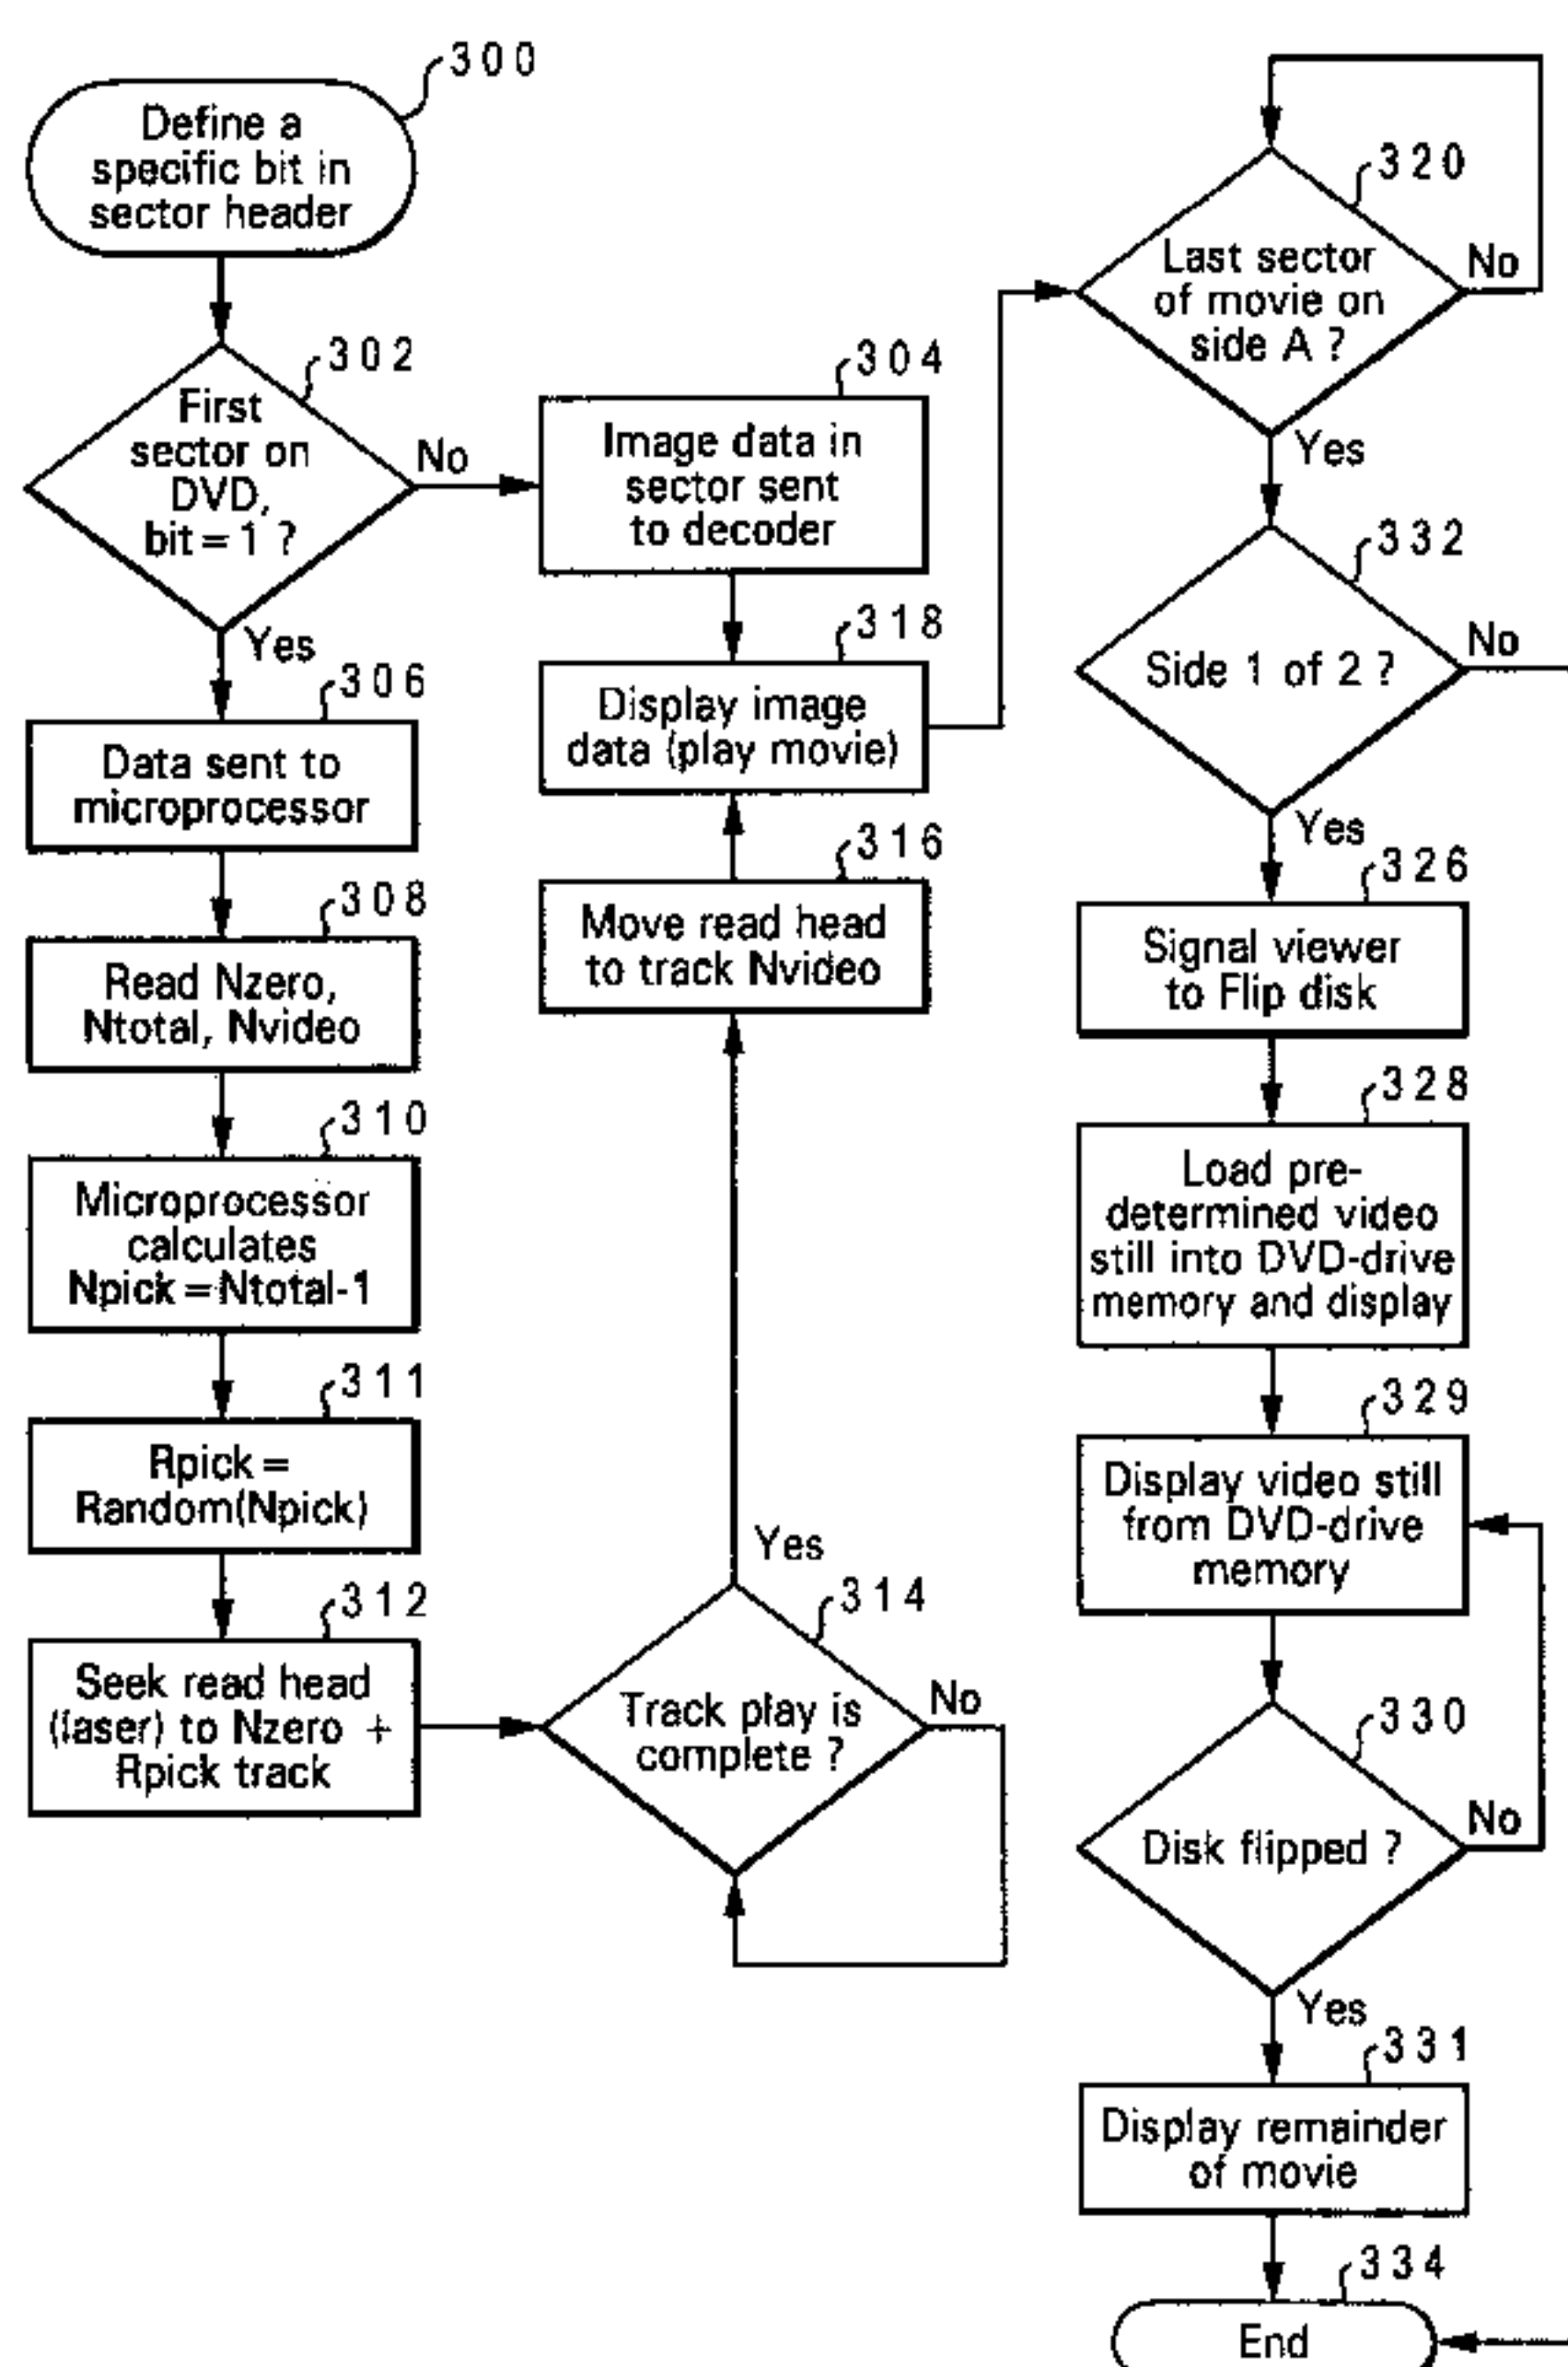 300
Define a
specific bit in
sector header
302
First
sector on
DVD,
bit = 1 ?
No
Yes
304
Image data in
sector sent
to decoder
306
Data sent to
microprocessor
308
Read Nzero,
Ntotal, Nvideo
310
Microprocessor
calculates
Npick = Ntotal-1
311
Rpick =
Random(Npick)
312
Seek read head
(laser) to Nzero +
Rpick track
314
Track play is
complete ?
No
Yes
316
Move read head
to track Nvideo
318
Display image
data (play movie)
320
Last sector
of movie on
side A ?
No
Yes
332
Side 1 of 2 ?
No
Yes
326
Signal viewer
to Flip disk
328
Load pre-
determined video
still into DVD-drive
memory and display
329
Display video still
from DVD-drive
memory
330
Disk flipped ?
No
Yes
331
Display remainder
of movie
334
End